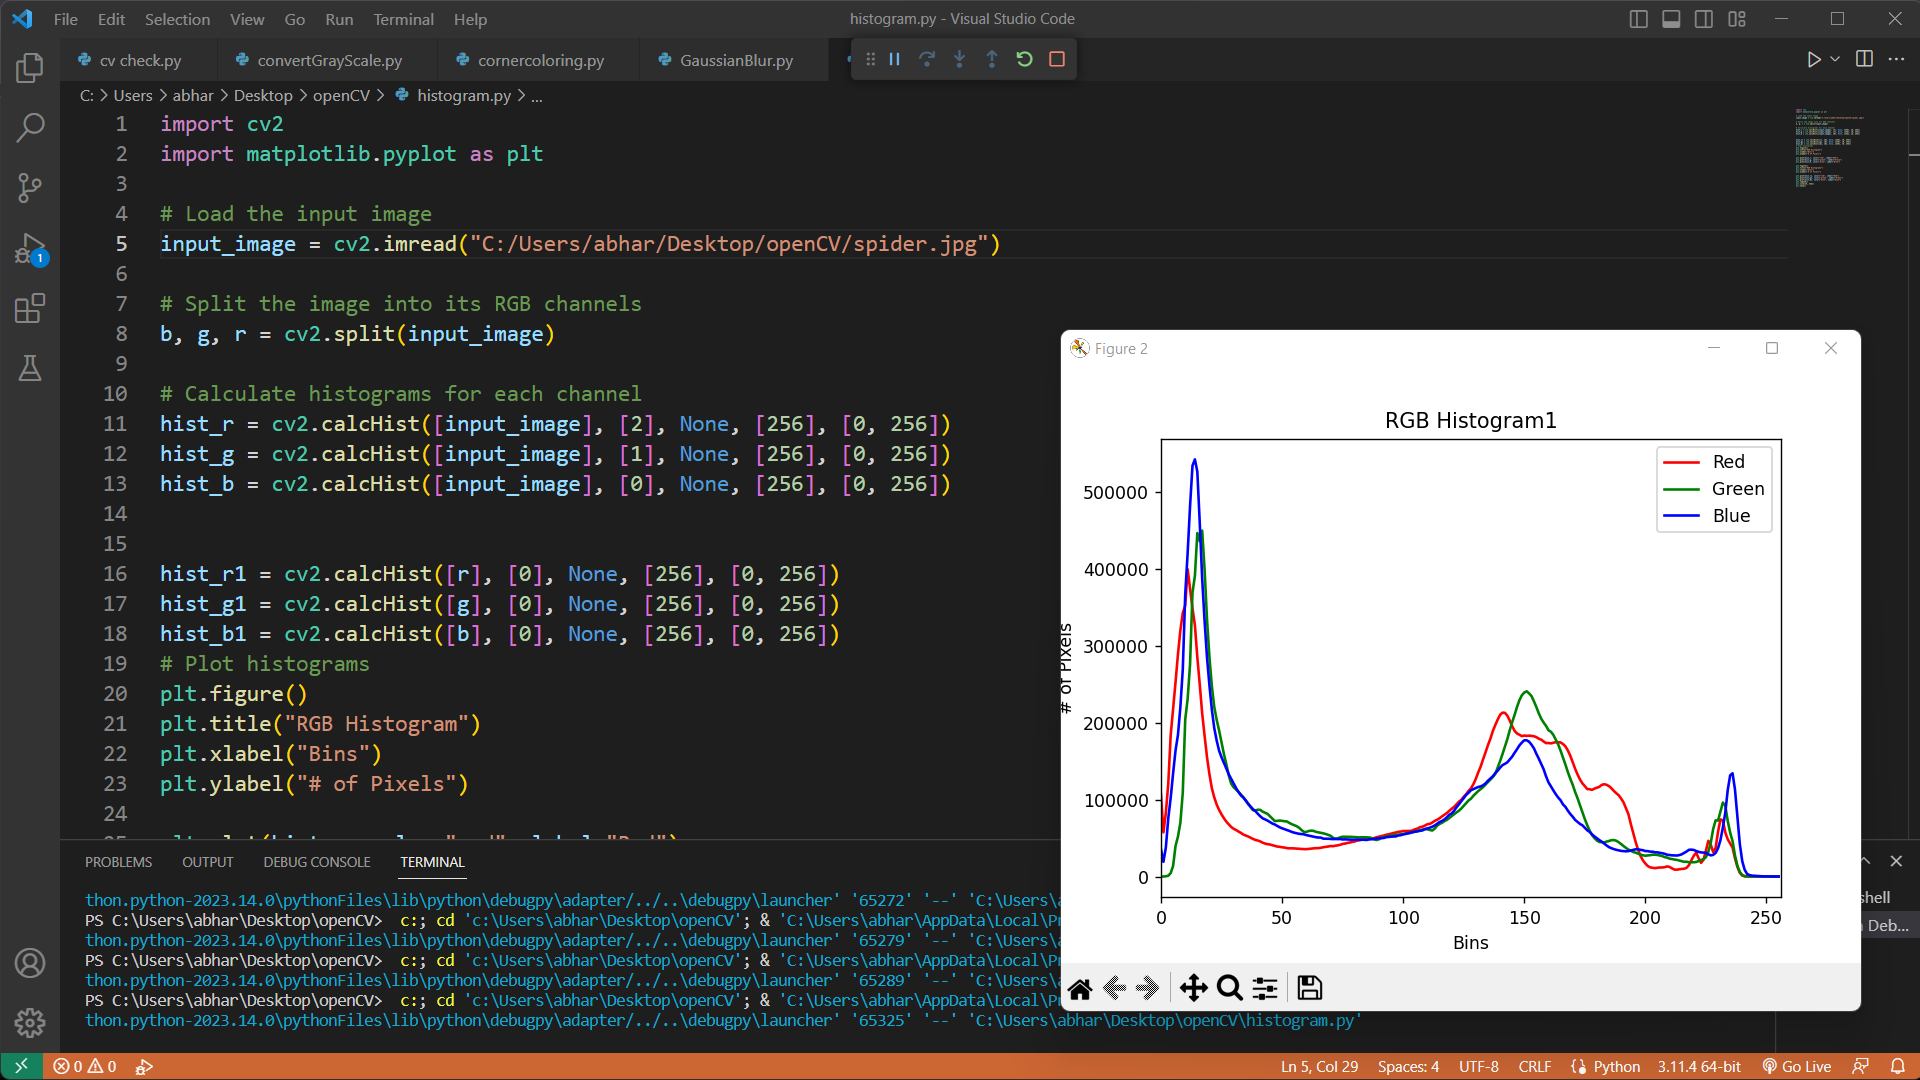 File Edit Selection View Go Run Terminal Help
histogram.py - Visual Studio Code
cv check.py convertGrayScale.py cornercoloring.py GaussianBlur.py
C: > Users > abhar > Desktop > openCV > histogram.py > ...
1 import cv2
2 import matplotlib.pyplot as plt
3
4 # Load the input image
5 input_image = cv2.imread("C:/Users/abhar/Desktop/openCV/spider.jpg")
6
7 # Split the image into its RGB channels
8 b, g, r = cv2.split(input_image)
9
10 # Calculate histograms for each channel
11 hist_r = cv2.calcHist([input_image], [2], None, [256], [0, 256])
12 hist_g = cv2.calcHist([input_image], [1], None, [256], [0, 256])
13 hist_b = cv2.calcHist([input_image], [0], None, [256], [0, 256])
14
15
16 hist_r1 = cv2.calcHist([r], [0], None, [256], [0, 256])
17 hist_g1 = cv2.calcHist([g], [0], None, [256], [0, 256])
18 hist_b1 = cv2.calcHist([b], [0], None, [256], [0, 256])
19 # Plot histograms
20 plt.figure()
21 plt.title("RGB Histogram")
22 plt.xlabel("Bins")
23 plt.ylabel("# of Pixels")
24
1
Figure 2
RGB Histogram1
Red
Green
Blue
500000
400000
300000
200000
100000
0
# of Pixels
0 50 100 150 200 250
Bins
PROBLEMS OUTPUT DEBUG CONSOLE TERMINAL
thon.python-2023.14.0\pythonFiles\lib\python\debugpy\adapter/../..\debugpy\launcher' '65272' '--' 'C:\Users\a
PS C:\Users\abhar\Desktop\openCV> c:; cd 'c:\Users\abhar\Desktop\openCV'; & 'C:\Users\abhar\AppData\Local\Pr
thon.python-2023.14.0\pythonFiles\lib\python\debugpy\adapter/../..\debugpy\launcher' '65279' '--' 'C:\Users\a
PS C:\Users\abhar\Desktop\openCV> c:; cd 'c:\Users\abhar\Desktop\openCV'; & 'C:\Users\abhar\AppData\Local\Pr
thon.python-2023.14.0\pythonFiles\lib\python\debugpy\adapter/../..\debugpy\launcher' '65289' '--' 'C:\Users\a
PS C:\Users\abhar\Desktop\openCV> c:; cd 'c:\Users\abhar\Desktop\openCV'; & 'C:\Users\abhar\AppData\Local\Pr
thon.python-2023.14.0\pythonFiles\lib\python\debugpy\adapter/../..\debugpy\launcher' '65325' '--' 'C:\Users\abhar\Desktop\openCV\histogram.py'
shell
Deb...
0 0
Ln 5, Col 29 Spaces: 4 UTF-8 CRLF Python 3.11.4 64-bit Go Live